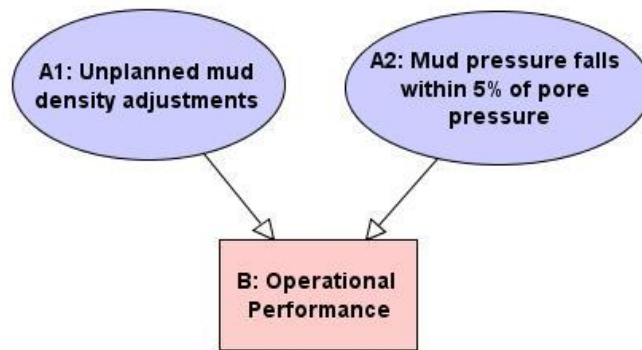 A1: Unplanned mud
density adjustments
A2: Mud pressure falls
within 5% of pore
pressure
B: Operational
Performance